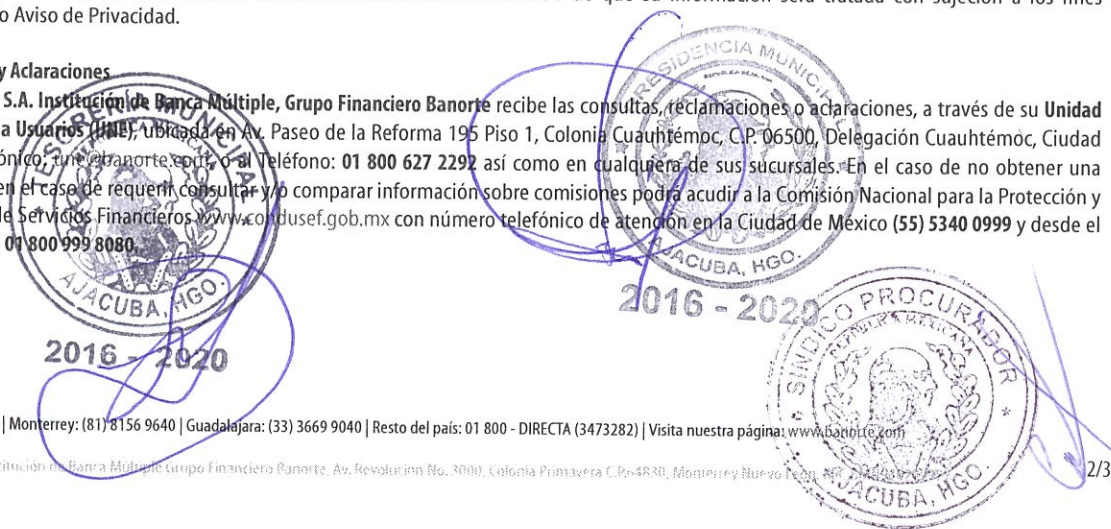 o Aviso de Privacidad.
y Aclaraciones
S.A. Institución de Banca Múltiple, Grupo Financiero Banorte recibe las consultas, reclamaciones o aclaraciones, a través de su Unidad
a Usuarios (UNE), ubicada en Av. Paseo de la Reforma 195 Piso 1, Colonia Cuauhtémoc, C.P. 06500, Delegación Cuauhtémoc, Ciudad
ónico; une@banorte.com, o al Teléfono: 01 800 627 2292 así como en cualquiera de sus sucursales. En el caso de no obtener una
en el caso de requerir consultar y/o comparar información sobre comisiones podrá acudir a la Comisión Nacional para la Protección y
de Servicios Financieros www.condusef.gob.mx con número telefónico de atención en la Ciudad de México (55) 5340 0999 y desde el
01 800 999 8080.
MUNICIPAL
AJACUBA, HGO.
2016 - 2020
PRESIDENCIA MUNIC
AJACUBA, HGO.
2016 - 2020
SINDICO PROCURADOR
REPUBLICA MEXICANA
AJACUBA, HGO.
| Monterrey: (81) 8156 9640 | Guadalajara: (33) 3669 9040 | Resto del país: 01 800 - DIRECTA (3473282) | Visita nuestra página: www.banorte.com
titución de Banca Múltiple Grupo Financiero Banorte. Av. Revolución No. 3000, Colonia Primavera C.P. 64830, Monterrey Nuevo León,
2/3